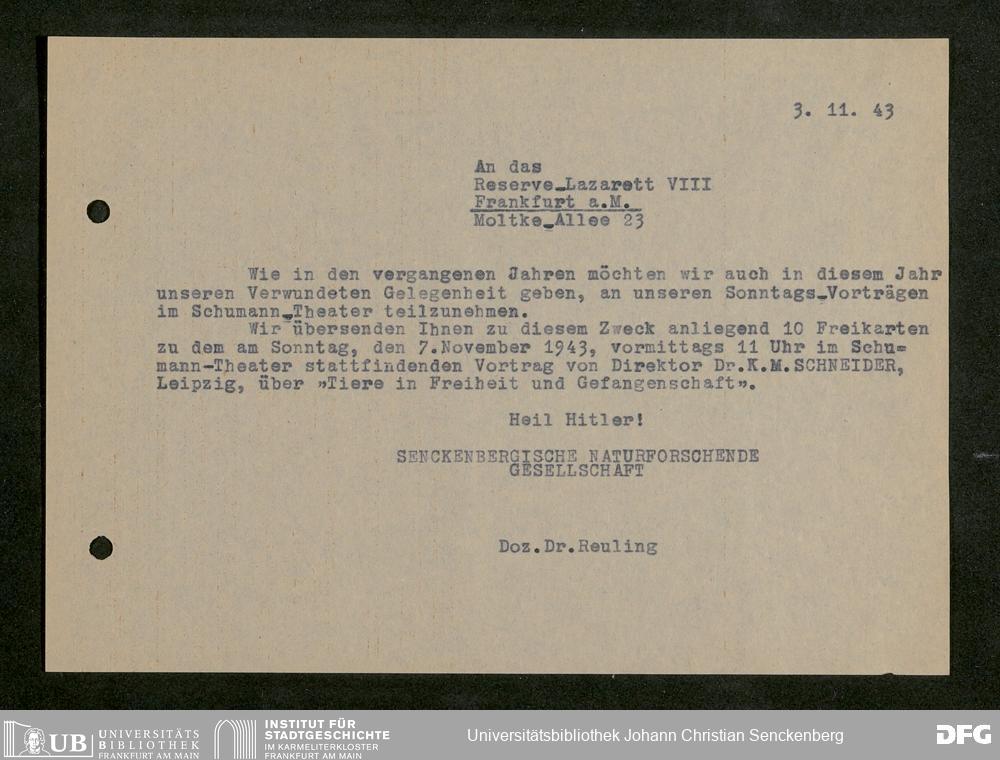 3. 11. 43
An das
Reserve-Lazarett VIII
Frankfurt a.M.
Moltke-Allee 23
Wie in den vergangenen Jahren möchten wir auch in diesem Jahr
unseren Verwundeten Gelegenheit geben, an unseren Sonntags-Vorträgen
im Schumann-Theater teilzunehmen.
Wir übersenden Ihnen zu diesem Zweck anliegend 10 Freikarten
zu dem am Sonntag, den 7.November 1943, vormittags 11 Uhr im Schu=
mann-Theater stattfindenden Vortrag von Direktor Dr.K.M.SCHNEIDER,
Leipzig, über "Tiere in Freiheit und Gefangenschaft".
Heil Hitler!
SENCKENBERGISCHE NATURFORSCHENDE
GESELLSCHAFT
Doz.Dr.Reuling
UB UNIVERSITÄTS
BIBLIOTHEK
FRANKFURT AM MAIN
INSTITUT FÜR
STADTGESCHICHTE
IM KARMELITERKLOSTER
FRANKFURT AM MAIN
Universitätsbibliothek Johann Christian Senckenberg
DFG